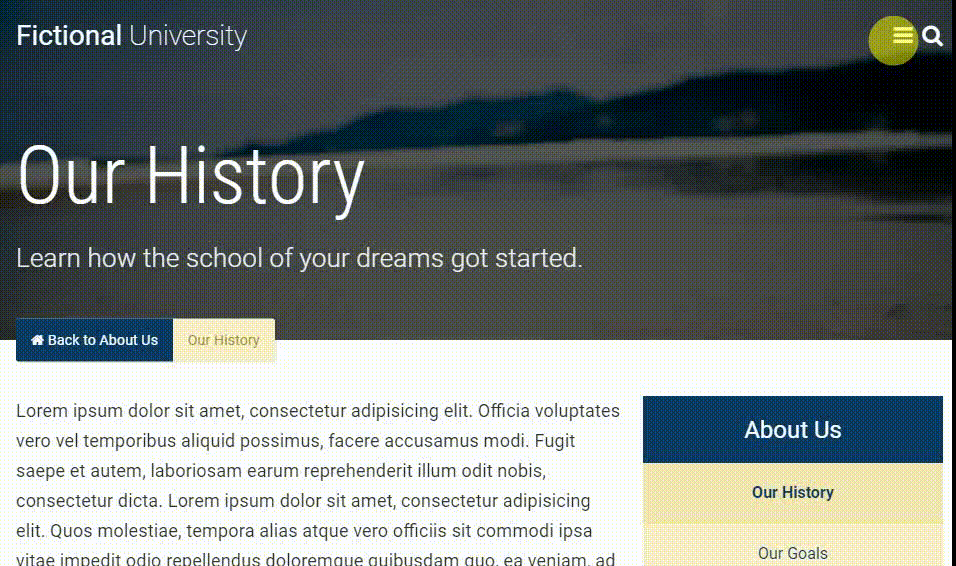 Fictional University
Our History
Learn how the school of your dreams got started.
Back to About Us
Our History
Lorem ipsum dolor sit amet, consectetur adipisicing elit. Officia voluptates
vero vel temporibus aliquid possimus, facere accusamus modi. Fugit
saepe et autem, laboriosam earum reprehenderit illum odit nobis,
consectetur dicta. Lorem ipsum dolor sit amet, consectetur adipisicing
elit. Quos molestiae, tempora alias atque vero officiis sit commodi ipsa
vitae impedit odio repellendus doloremque quibusdam quo, ea veniam, ad
About Us
Our History
Our Goals